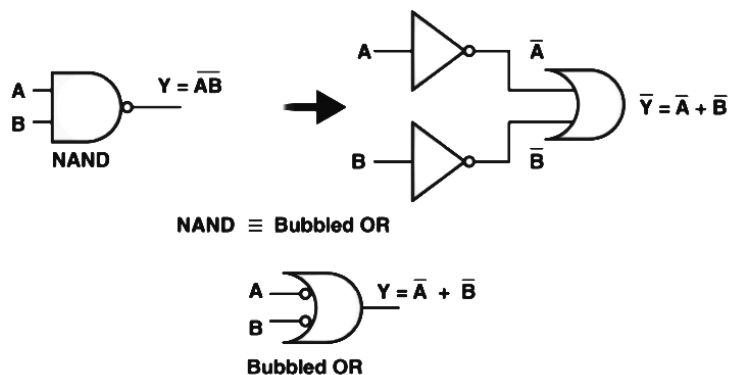 A
B
Y = A̅B̅
NAND
A
A̅
B
B̅
Y̅ = A̅ + B̅
NAND ≡ Bubbled OR
A
B
Y = A̅ + B̅
Bubbled OR